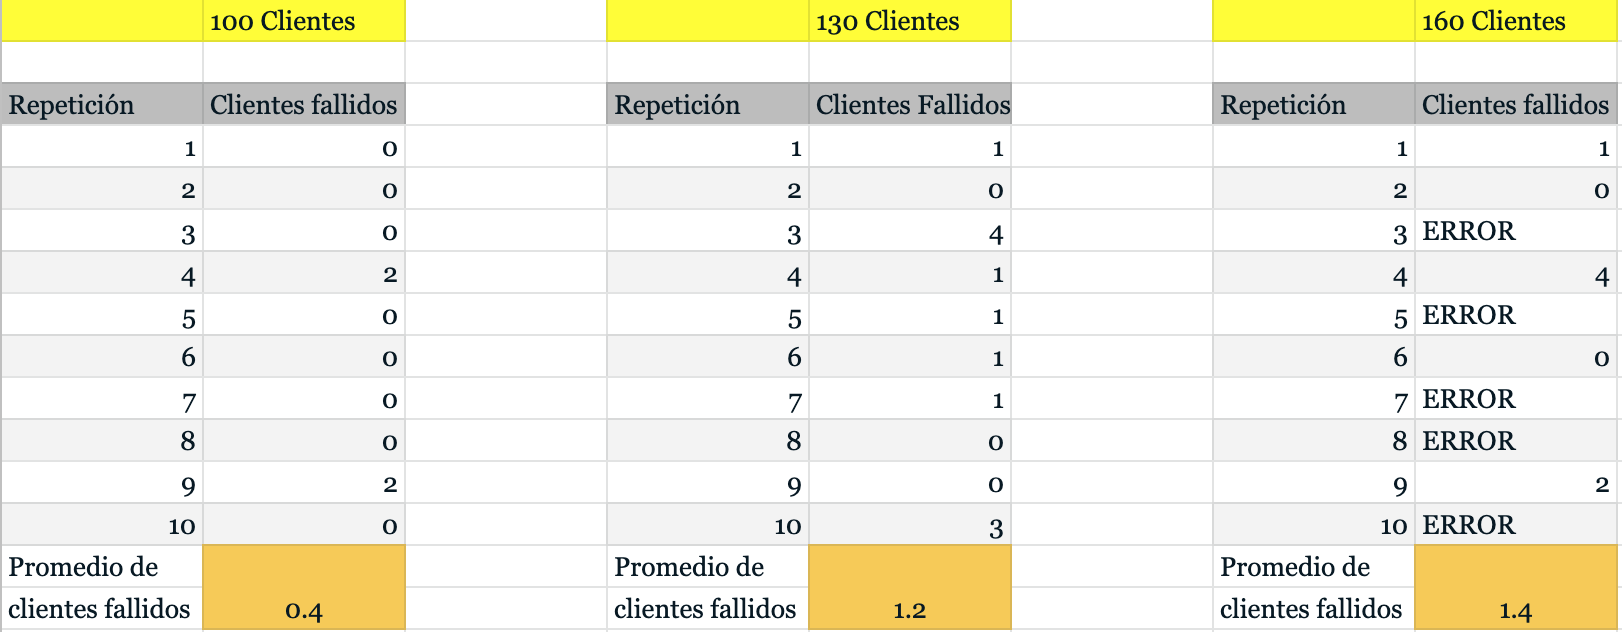 100 Clientes 130 Clientes 160 Clientes
Repetición Clientes fallidos Repetición Clientes Fallidos Repetición Clientes fallidos
1 0 1 1 1 1
2 0 2 0 2 0
3 0 3 4 3 ERROR
4 2 4 1 4 4
5 0 5 1 5 ERROR
6 0 6 1 6 0
7 0 7 1 7 ERROR
8 0 8 0 8 ERROR
9 2 9 0 9 2
10 0 10 3 10 ERROR
Promedio de Promedio de Promedio de
clientes fallidos 0.4 clientes fallidos 1.2 clientes fallidos 1.4